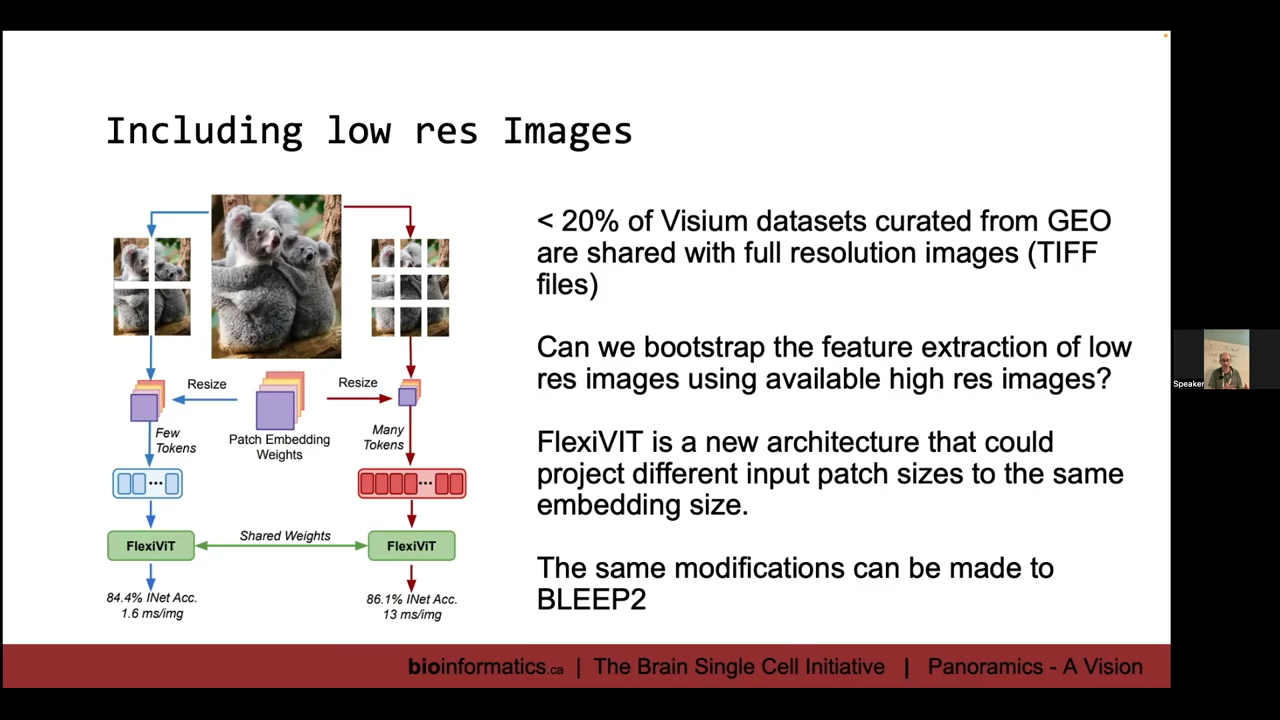 Including low res Images
Resize
Resize
Patch Embedding
Weights
Few
Tokens
Many
Tokens
FlexiViT
Shared Weights
FlexiViT
84.4% INet Acc.
1.6 ms/img
86.1% INet Acc.
13 ms/img
< 20% of Visium datasets curated from GEO
are shared with full resolution images (TIFF
files)
Can we bootstrap the feature extraction of low
res images using available high res images?
FlexiVIT is a new architecture that could
project different input patch sizes to the same
embedding size.
The same modifications can be made to
BLEEP2
bioinformatics.ca | The Brain Single Cell Initiative | Panoramics - A Vision
Speaker